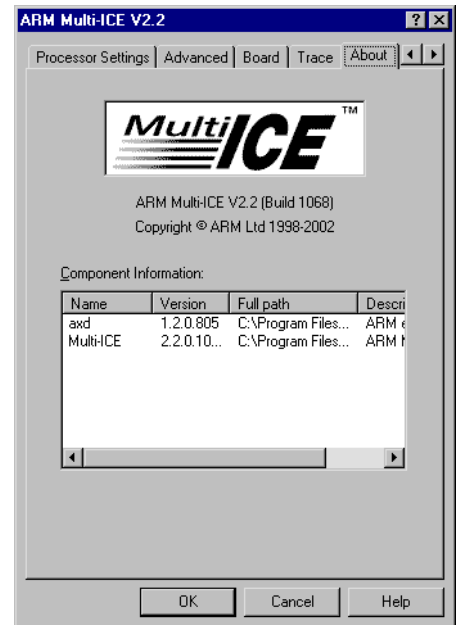 ARM Multi-ICE V2.2
Processor Settings Advanced Board Trace About
Multi ICE ™
ARM Multi-ICE V2.2 (Build 1068)
Copyright © ARM Ltd 1998-2002
Component Information:
Name Version Full path Descri
axd 1.2.0.805 C:\Program Files... ARM e
Multi-ICE 2.2.0.10... C:\Program Files... ARM
OK Cancel Help